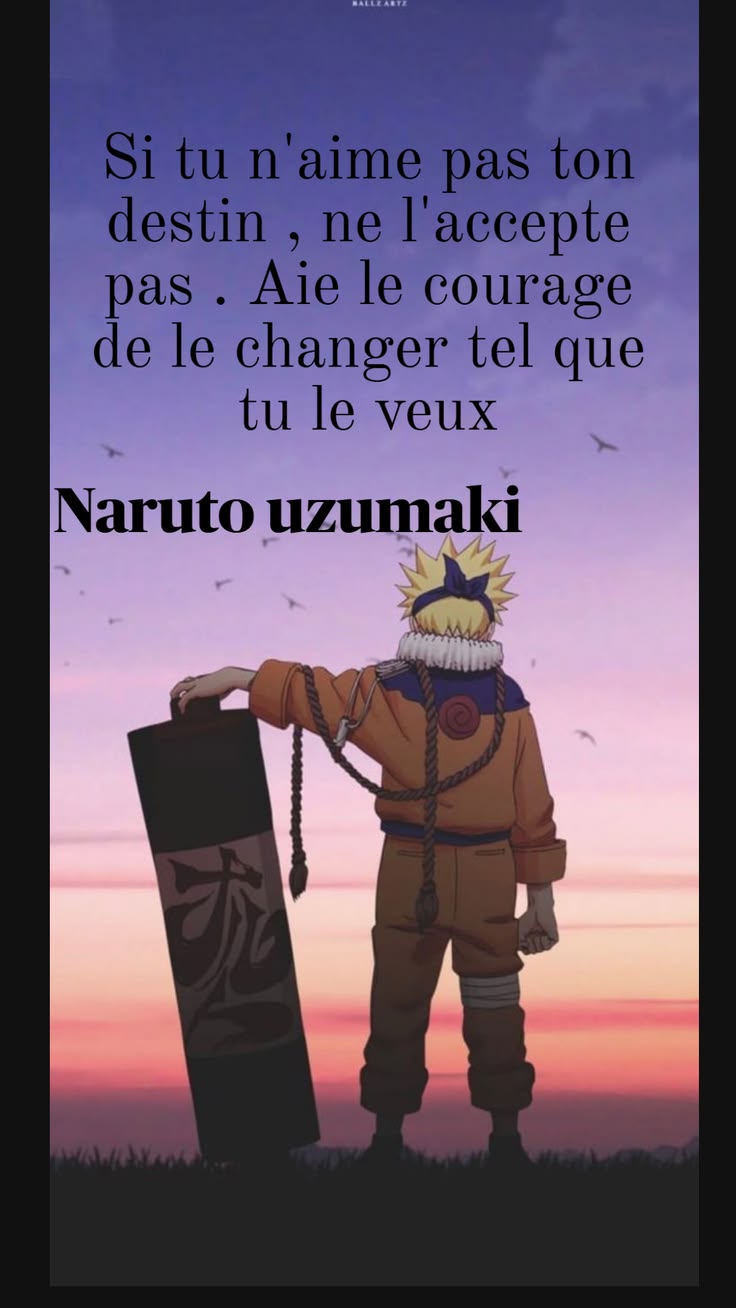 BALLZARTZ
Si tu n'aime pas ton
destin , ne l'accepte
pas . Aie le courage
de le changer tel que
tu le veux
Naruto uzumaki